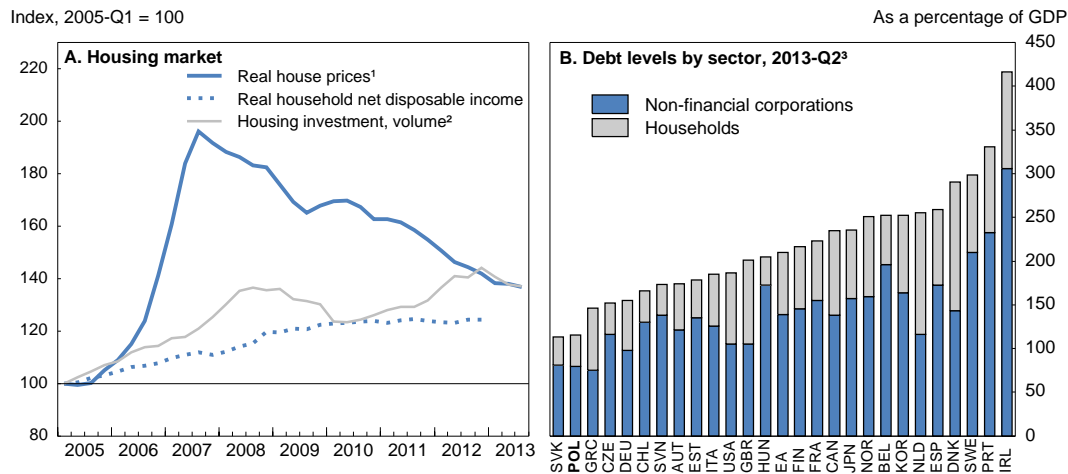 Index, 2005-Q1 = 100
As a percentage of GDP
A. Housing market
Real house prices¹
Real household net disposable income
Housing investment, volume²
220
200
180
160
140
120
100
80
2005 2006 2007 2008 2009 2010 2011 2012 2013
B. Debt levels by sector, 2013-Q2³
Non-financial corporations
Households
450
400
350
300
250
200
150
100
50
0
SVK POL GRC CZE DEU CHL SVN AUT EST ITA USA GBR HUN EA FIN FRA CAN JPN NOR BEL KOR NLD ESP DNK SWE PRT IRL